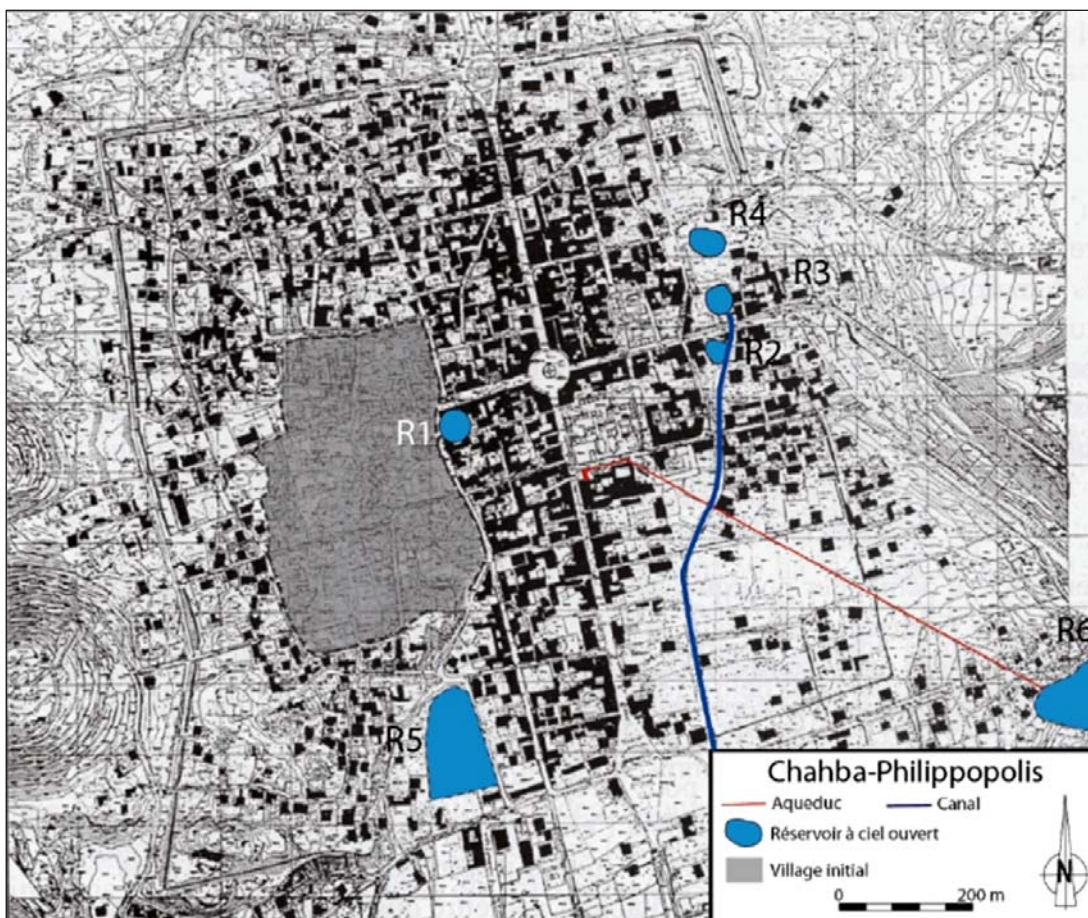 R4
R3
R2
R1
R6
R5
Chahba-Philippopolis
Aqueduc
Canal
Réservoir à ciel ouvert
Village initial
N
0 200 m